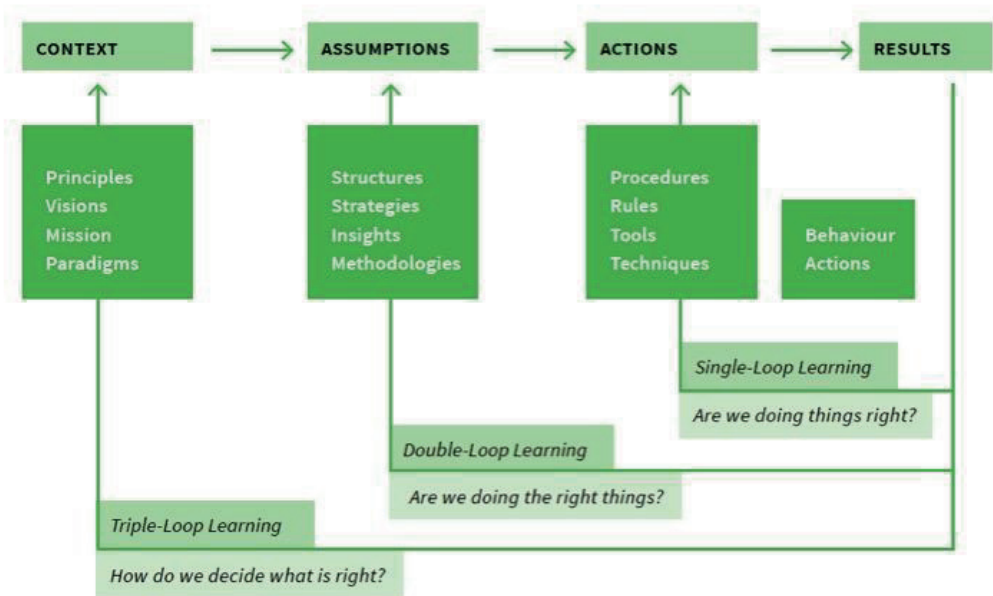 CONTEXT
ASSUMPTIONS
ACTIONS
RESULTS
Principles
Visions
Mission
Paradigms
Structures
Strategies
Insights
Methodologies
Procedures
Rules
Tools
Techniques
Behaviour
Actions
Single-Loop Learning
Are we doing things right?
Double-Loop Learning
Are we doing the right things?
Triple-Loop Learning
How do we decide what is right?